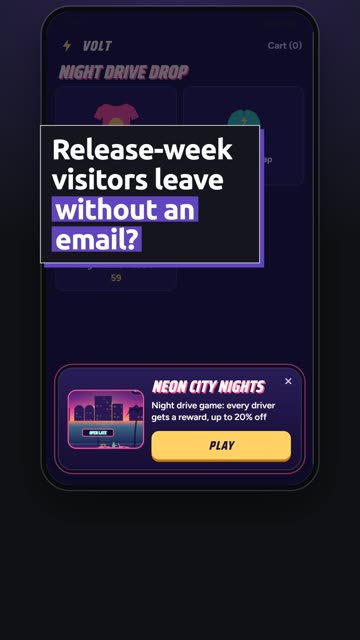 VOLT
Cart (0)
NIGHT DRIVE DROP
Release-week
visitors leave
without an
email?
59
NEON CITY NIGHTS
×
Night drive game: every driver
gets a reward, up to 20% off
OPEN LATE
PLAY